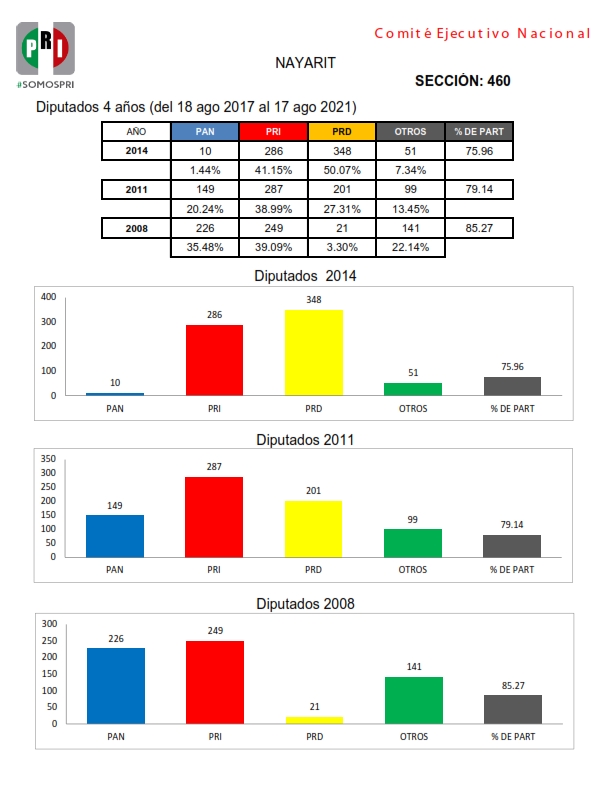 Comité Ejecutivo Nacional
PRI
#SOMOSPRI
NAYARIT
SECCIÓN: 460
Diputados 4 años (del 18 ago 2017 al 17 ago 2021)
AÑO PAN PRI PRD OTROS % DE PART
2014 10 286 348 51 75.96
1.44% 41.15% 50.07% 7.34%
2011 149 287 201 99 79.14
20.24% 38.99% 27.31% 13.45%
2008 226 249 21 141 85.27
35.48% 39.09% 3.30% 22.14%
Diputados 2014
400
300
200
100
0
10 286 348 51 75.96
PAN PRI PRD OTROS % DE PART
Diputados 2011
350
300
250
200
150
100
50
0
149 287 201 99 79.14
PAN PRI PRD OTROS % DE PART
Diputados 2008
300
250
200
150
100
50
0
226 249 21 141 85.27
PAN PRI PRD OTROS % DE PART